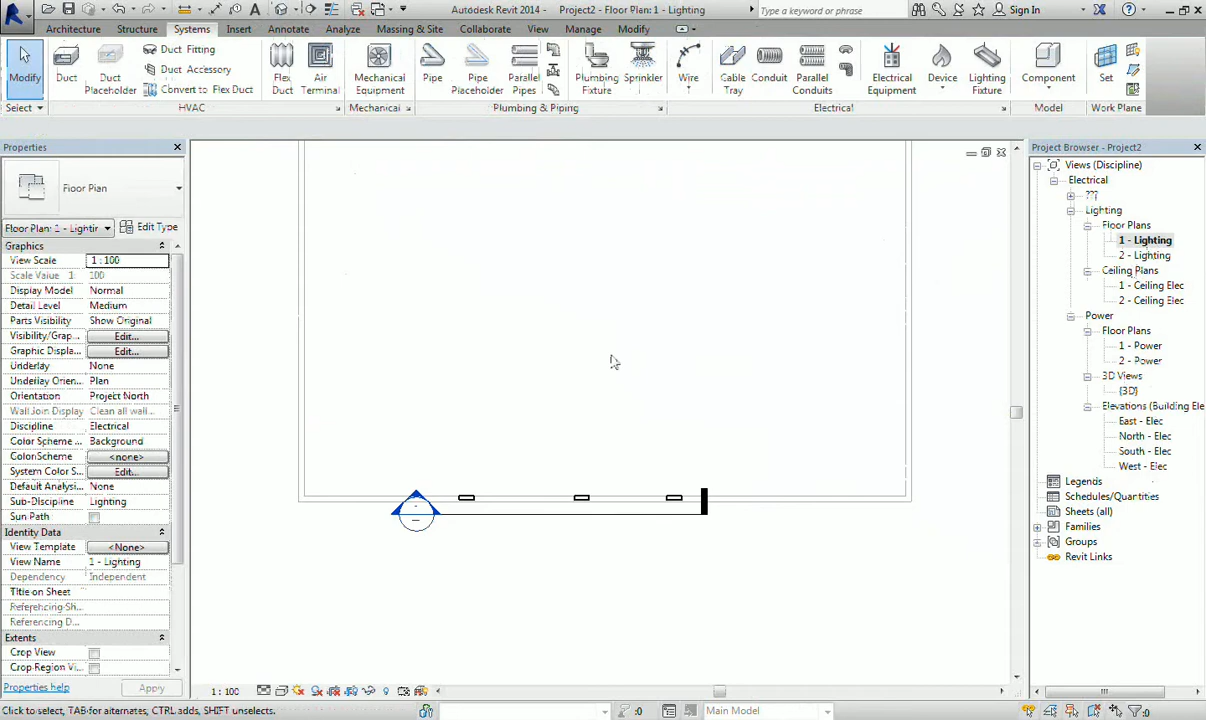 Autodesk Revit 2014 - Project2 - Floor Plan: 1 - Lighting
Type a keyword or phrase
Sign In
Architecture Structure Systems Insert Annotate Analyze Massing & Site Collaborate View Manage Modify
Modify
Duct
Duct Placeholder
Duct Fitting
Duct Accessory
Convert to Flex Duct
Flex Duct
Air Terminal
Mechanical Equipment
Pipe
Pipe Placeholder
Parallel Pipes
Plumbing Fixture
Sprinkler
Wire
Cable Tray
Conduit
Parallel Conduits
Electrical Equipment
Device
Lighting Fixture
Component
Set
Select HVAC Mechanical Plumbing & Piping Electrical Model Work Plane
Properties
Floor Plan
Floor Plan: 1 - Lightir Edit Type
Graphics
View Scale 1 : 100
Scale Value 1: 100
Display Model Normal
Detail Level Medium
Parts Visibility Show Original
Visibility/Grap... Edit...
Graphic Displa... Edit...
Underlay None
Underlay Orien... Plan
Orientation Project North
Wall Join Display Clean all wall ...
Discipline Electrical
Color Scheme ... Background
Color Scheme <none>
System Color S... Edit...
Default Analysi... None
Sub-Discipline Lighting
Sun Path
Identity Data
View Template <None>
View Name 1 - Lighting
Dependency Independent
Title on Sheet
Referencing Sh...
Referencing D...
Extents
Crop View
Crop Region Vi...
Properties help Apply
1 : 100
Project Browser - Project2
Views (Discipline)
Electrical
???
Lighting
Floor Plans
1 - Lighting
2 - Lighting
Ceiling Plans
1 - Ceiling Elec
2 - Ceiling Elec
Power
Floor Plans
1 - Power
2 - Power
3D Views
{3D}
Elevations (Building Ele
East - Elec
North - Elec
South - Elec
West - Elec
Legends
Schedules/Quantities
Sheets (all)
Families
Groups
Revit Links
Click to select, TAB for alternates, CTRL adds, SHIFT unselects.
:0
Main Model
:0